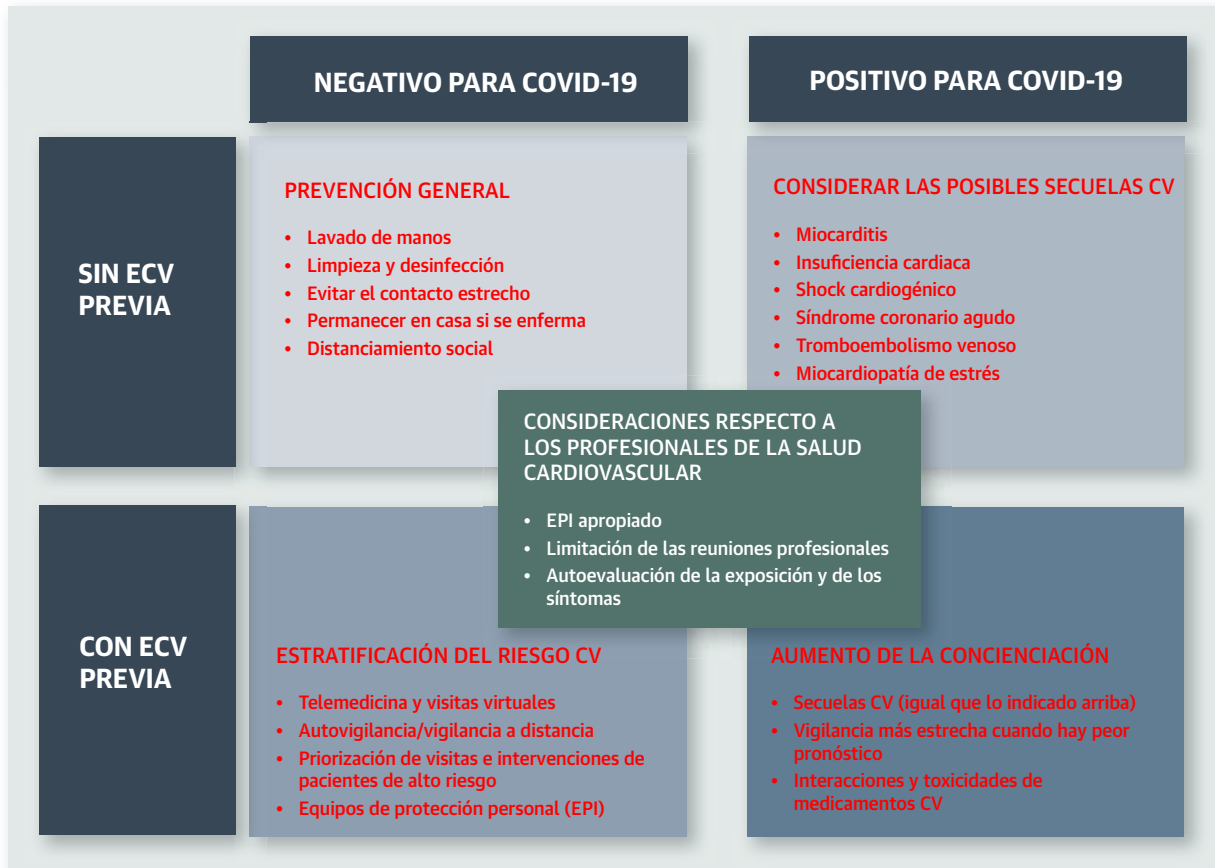 NEGATIVO PARA COVID-19
POSITIVO PARA COVID-19
SIN ECV
PREVIA
PREVENCIÓN GENERAL
• Lavado de manos
• Limpieza y desinfección
• Evitar el contacto estrecho
• Permanecer en casa si se enferma
• Distanciamiento social
CONSIDERAR LAS POSIBLES SECUELAS CV
• Miocarditis
• Insuficiencia cardiaca
• Shock cardiogénico
• Síndrome coronario agudo
• Tromboembolismo venoso
• Miocardiopatía de estrés
CONSIDERACIONES RESPECTO A
LOS PROFESIONALES DE LA SALUD
CARDIOVASCULAR
• EPI apropiado
• Limitación de las reuniones profesionales
• Autoevaluación de la exposición y de los
síntomas
CON ECV
PREVIA
ESTRATIFICACIÓN DEL RIESGO CV
• Telemedicina y visitas virtuales
• Autovigilancia/vigilancia a distancia
• Priorización de visitas e intervenciones de
pacientes de alto riesgo
• Equipos de protección personal (EPI)
AUMENTO DE LA CONCIENCIACIÓN
• Secuelas CV (igual que lo indicado arriba)
• Vigilancia más estrecha cuando hay peor
pronóstico
• Interacciones y toxicidades de
medicamentos CV